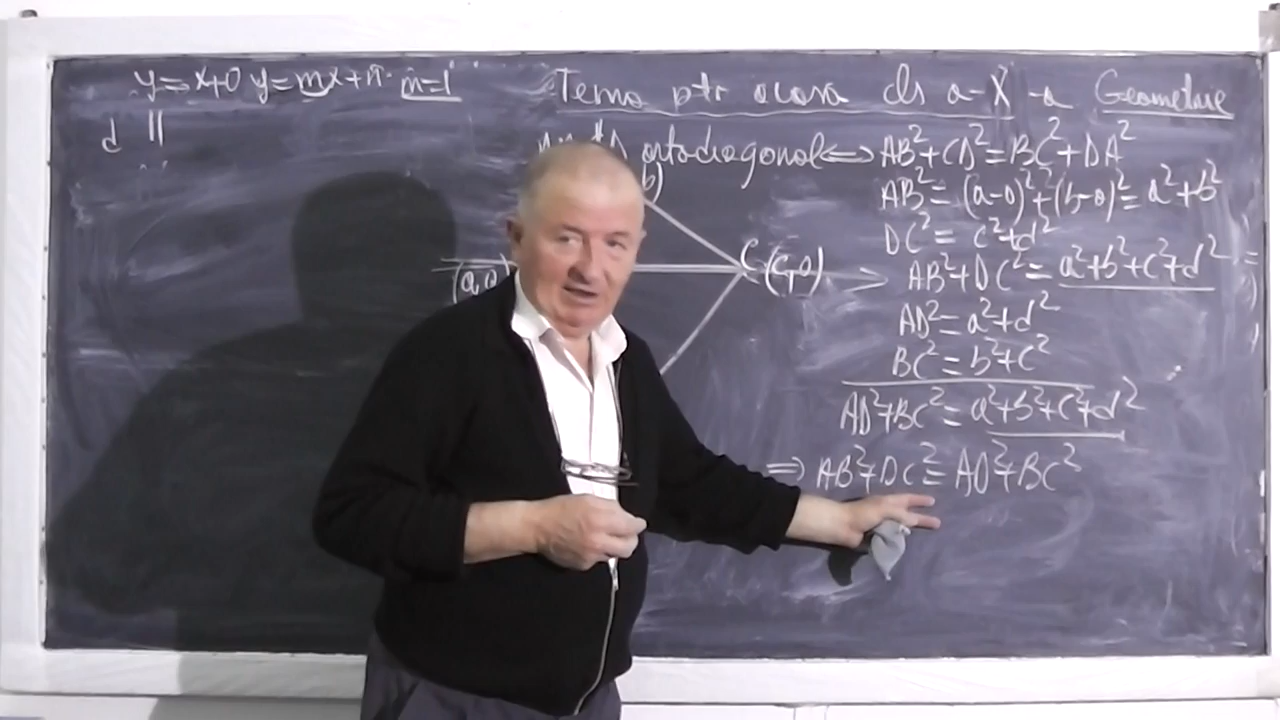 y=x+0 y=mx+n m=1
Temo ptr acasa cls a-X-a Geometrie
d ||
ortodiagonal ⟺ AB²+CD²=BC²+DA²
b)
AB²=(a-0)²+(b-0)²=a²+b²
DC²=c²+d²
(a,0)
C(c,0)
AB²+DC²=a²+b²+c²+d²
AD²=a²+d²
BC²=b²+c²
AD²+BC²=a²+b²+c²+d²
⇒ AB²+DC²=AD²+BC²